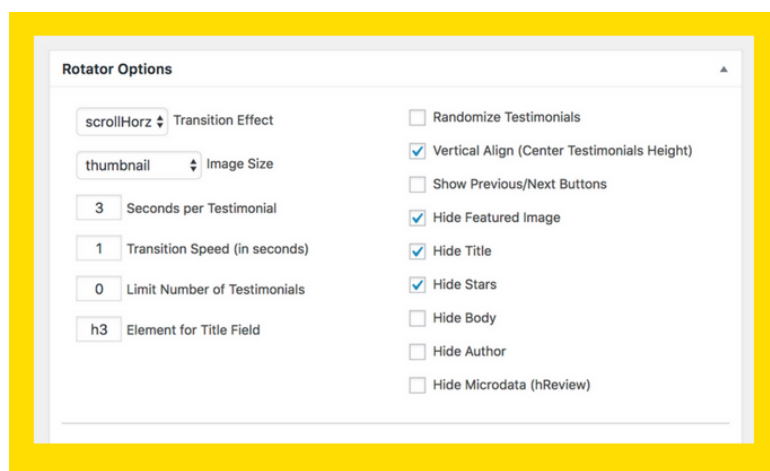 Rotator Options
scrollHorz Transition Effect
thumbnail Image Size
3 Seconds per Testimonial
1 Transition Speed (in seconds)
0 Limit Number of Testimonials
h3 Element for Title Field
Randomize Testimonials
Vertical Align (Center Testimonials Height)
Show Previous/Next Buttons
Hide Featured Image
Hide Title
Hide Stars
Hide Body
Hide Author
Hide Microdata (hReview)